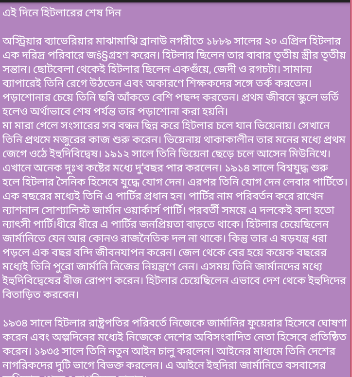 এই দিনে হিটলারের শেষ দিন
অস্ট্রিয়ার ব্যাভেরিয়ার মাঝামাঝি ব্রানাউ নগরীতে ১৮৮৯ সালের ২০ এপ্রিল হিটলার
এক দরিদ্র পরিবারে জš§গ্রহণ করেন। হিটলার ছিলেন তার বাবার তৃতীয় স্ত্রীর তৃতীয়
সন্তান। ছোটবেলা থেকেই হিটলার ছিলেন একগুঁয়ে, জেদী ও রগচটা। সামান্য
ব্যাপারেই তিনি রেগে উঠতেন এবং অকারণে শিক্ষকদের সঙ্গে তর্ক করতেন।
পড়াশোনার চেয়ে তিনি ছবি আঁকতে বেশি পছন্দ করতেন। প্রথম জীবনে স্কুলে ভর্তি
হলেও অর্থাভাবে শেষ পর্যন্ত তার পড়াশোনা করা হয়নি।
মা মারা গেলে সংসারের সব বন্ধন ছিন্ন করে হিটলার চলে যান ভিয়েনায়। সেখানে
তিনি প্রথমে মজুরের কাজ শুরু করেন। ভিয়েনায় থাকাকালীন তার মনের মধ্যে প্রথম
জেগে ওঠে ইহুদিবিদ্বেষ। ১৯১২ সালে তিনি ভিয়েনা ছেড়ে চলে আসেন মিউনিখে।
এখানে অনেক দুঃখ কষ্টের মধ্যে দু'বছর পার করলেন। ১৯১৪ সালে বিশ্বযুদ্ধ শুরু
হলে হিটলার সৈনিক হিসেবে যুদ্ধে যোগ দেন। এরপর তিনি যোগ দেন লেবার পার্টিতে।
এক বছরের মধ্যেই তিনি এ পার্টির প্রধান হন। পার্টির নাম পরিবর্তন করে রাখেন
ন্যাশনাল সোশ্যালিস্ট জার্মান ওয়ার্কার্স পার্টি। পরবর্তী সময়ে এ দলকেই বলা হতো
ন্যাৎসী পার্টি।ধীরে ধীরে এ পার্টির জনপ্রিয়তা বাড়তে থাকে। হিটলার চেয়েছিলেন
জার্মানিতে যেন আর কোনও রাজনৈতিক দল না থাকে। কিন্তু তার এ ষড়যন্ত্র ধরা
পড়লে এক বছর বন্দি জীবনযাপন করেন। জেল থেকে বের হয়ে কয়েক বছরের
মধ্যেই তিনি পুরো জার্মানি নিজের নিয়ন্ত্রণে নেন। এসময় তিনি জার্মানদের মধ্যে
ইহুদিবিদ্বেষের বীজ রোপণ করেন। হিটলার চেয়েছিলেন এভাবে দেশ থেকে ইহুদিদের
বিতাড়িত করবেন।
১৯৩৪ সালে হিটলার রাষ্ট্রপতির পরিবর্তে নিজেকে জার্মানির ফুয়েরার হিসেবে ঘোষণা
করেন এবং অল্পদিনের মধ্যেই নিজেকে দেশের অবিসংবাদিত নেতা হিসেবে প্রতিষ্ঠিত
করেন। ১৯৩৫ সালে তিনি নতুন আইন চালু করলেন। আইনের মাধ্যমে তিনি দেশের
নাগরিকদের দুটি ভাগে বিভক্ত করলেন। এ আইনে ইহুদিরা জার্মানিতে বসবাসের